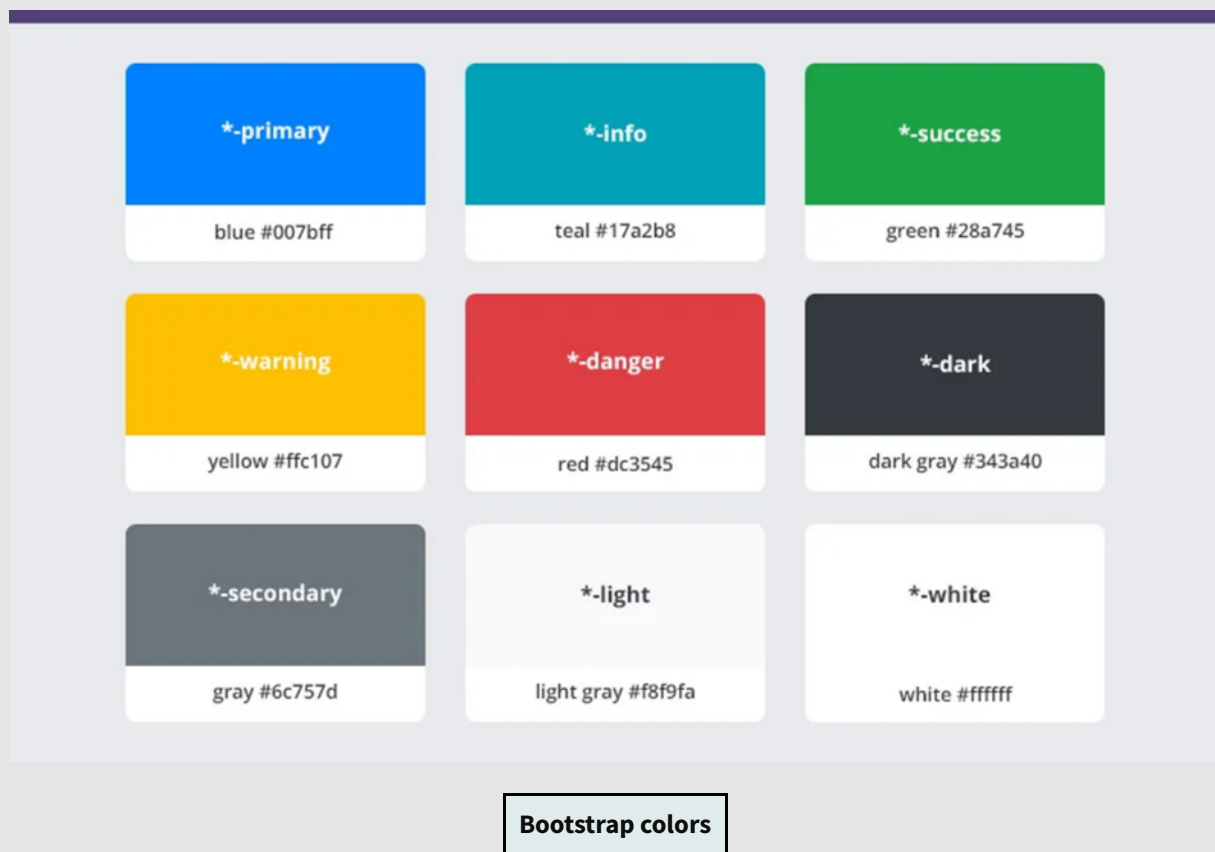 *-primary
*-info
*-success
blue #007bff
teal #17a2b8
green #28a745
*-warning
*-danger
*-dark
yellow #ffc107
red #dc3545
dark gray #343a40
*-secondary
*-light
*-white
gray #6c757d
light gray #f8f9fa
white #ffffff
Bootstrap colors